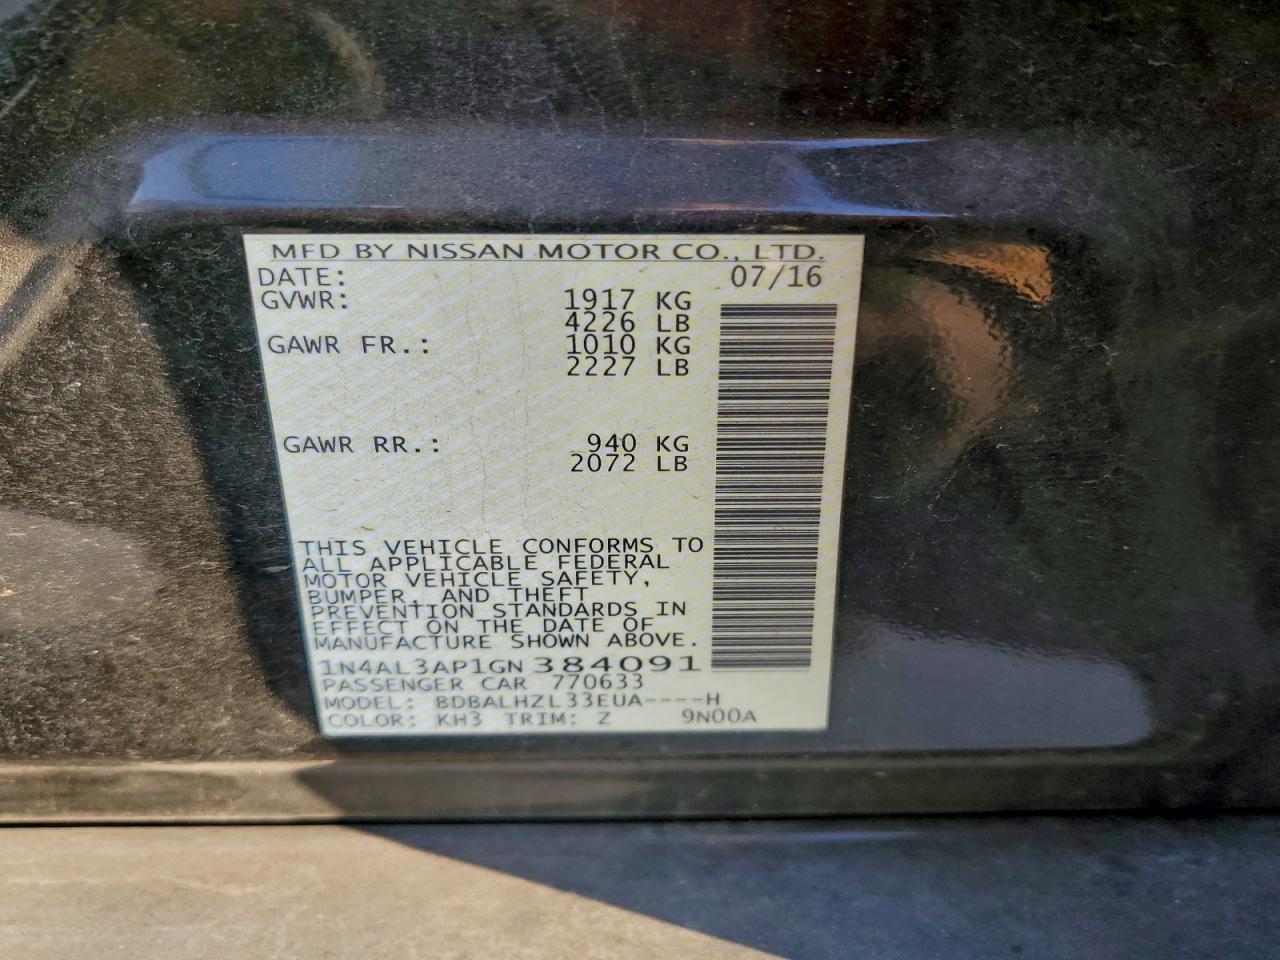 MFD BY NISSAN MOTOR CO., LTD.
DATE: 07/16
GVWR: 1917 KG
4226 LB
GAWR FR.: 1010 KG
2227 LB
GAWR RR.: 940 KG
2072 LB
THIS VEHICLE CONFORMS TO
ALL APPLICABLE FEDERAL
MOTOR VEHICLE SAFETY,
BUMPER, AND THEFT
PREVENTION STANDARDS IN
EFFECT ON THE DATE OF
MANUFACTURE SHOWN ABOVE.
1N4AL3AP1GN384091
PASSENGER CAR 770633
MODEL: BDBALHZL33EUA----H
COLOR: KH3 TRIM: Z 9N00A